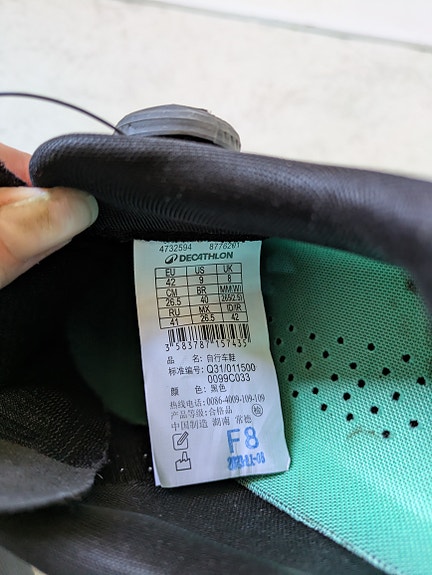 4732594 8776201
DECATHLON
EU US UK
42 9 8
CM BR MM(W)
26.5 40 265(2.5)
RU MX ID/IR
41 26.5 42
3 583787 157435
品 名: 自行车鞋
标准编号: Q31/011500
0099C033
颜 色: 黑色
热线电话: 0086-4009-109-109
产品等级: 合格品 检
中国制造 湖南 常德
F8